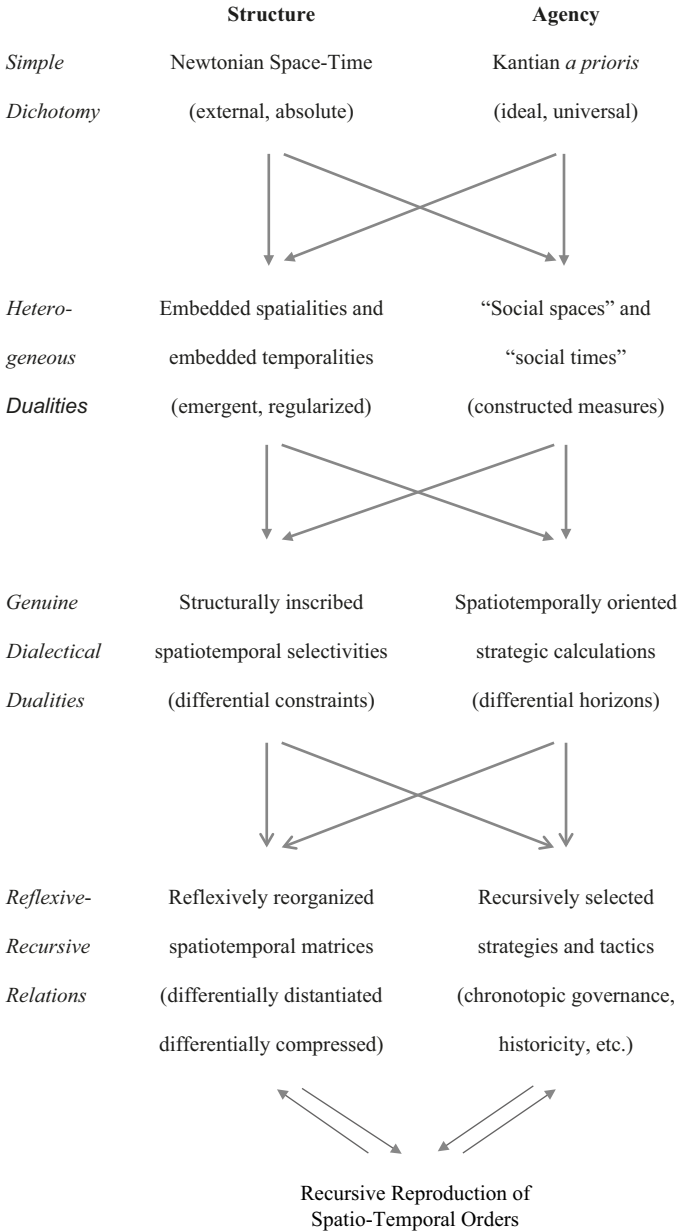 Structure Agency
Simple Newtonian Space-Time Kantian a prioris
Dichotomy (external, absolute) (ideal, universal)
Hetero- Embedded spatialities and “Social spaces” and
geneous embedded temporalities “social times”
Dualities (emergent, regularized) (constructed measures)
Genuine Structurally inscribed Spatiotemporally oriented
Dialectical spatiotemporal selectivities strategic calculations
Dualities (differential constraints) (differential horizons)
Reflexive- Reflexively reorganized Recursively selected
Recursive spatiotemporal matrices strategies and tactics
Relations (differentially distantiated (chronotopic governance,
differentially compressed) historicity, etc.)
Recursive Reproduction of
Spatio-Temporal Orders